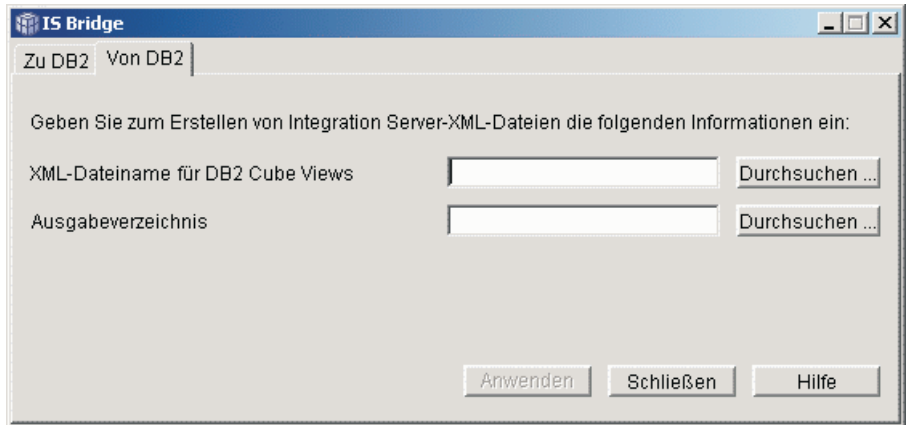 IS Bridge
Zu DB2 Von DB2
Geben Sie zum Erstellen von Integration Server-XML-Dateien die folgenden Informationen ein:
XML-Dateiname für DB2 Cube Views Durchsuchen ...
Ausgabeverzeichnis Durchsuchen ...
Anwenden Schließen Hilfe